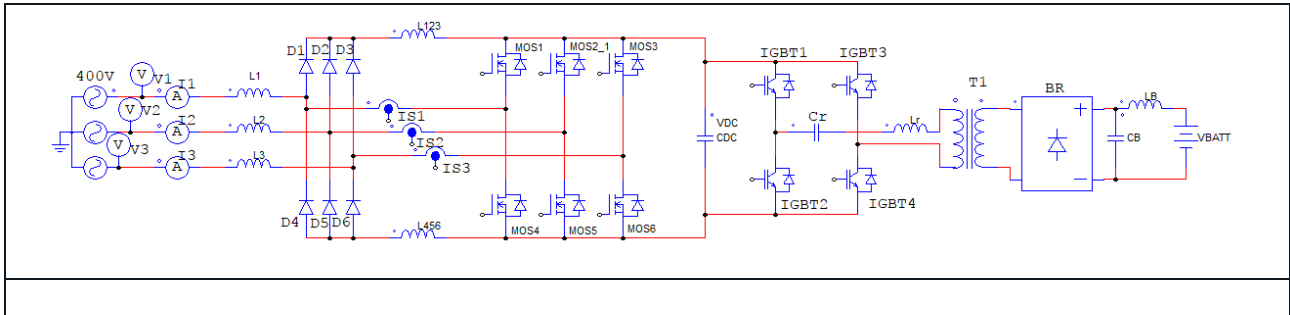 L123
D1
D2
D3
MOS1
MOS2_1
MOS3
IGBT1
IGBT3
400V
V
V1
A
I1
L1
T1
BR
V
V2
IS1
Cr
Lr
+
LB
A
I2
L2
IS2
VDC
CDC
CB
VBATT
V
V3
A
I3
L3
IS3
−
D4
D5
D6
L456
MOS4
MOS5
MOS6
IGBT2
IGBT4